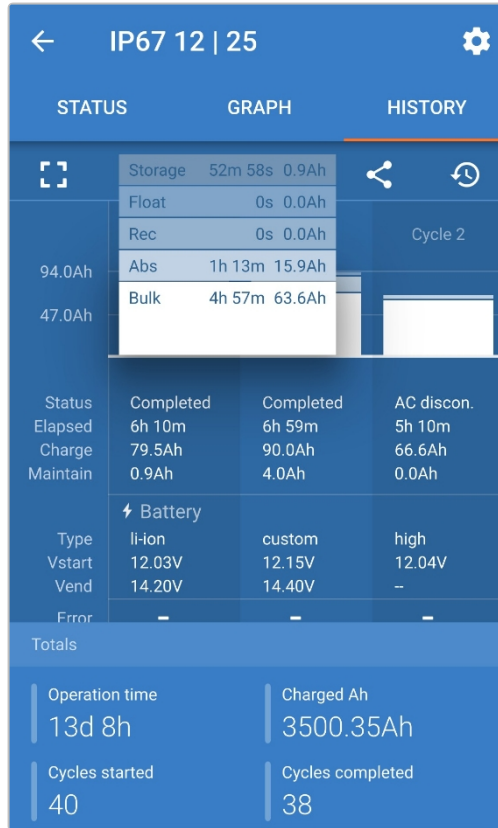 IP67 12 | 25
STATUS GRAPH HISTORY
Storage 52m 58s 0.9Ah
Float 0s 0.0Ah
Rec 0s 0.0Ah
Abs 1h 13m 15.9Ah
Bulk 4h 57m 63.6Ah
Cycle 2
94.0Ah
47.0Ah
Status Completed Completed AC discon.
Elapsed 6h 10m 6h 59m 5h 10m
Charge 79.5Ah 90.0Ah 66.6Ah
Maintain 0.9Ah 4.0Ah 0.0Ah
Battery
Type li-ion custom high
Vstart 12.03V 12.15V 12.04V
Vend 14.20V 14.40V --
Error – – –
Totals
Operation time Charged Ah
13d 8h 3500.35Ah
Cycles started Cycles completed
40 38